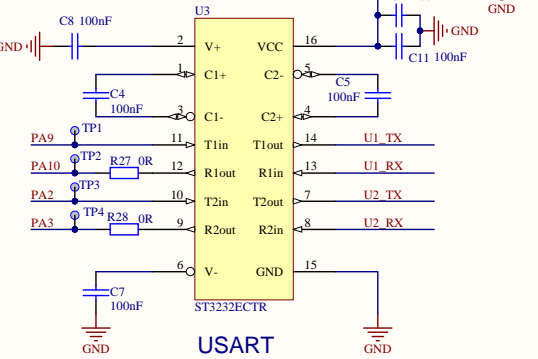 U3
GND
C8 100nF
GND
GND
C11 100nF
2 V+ VCC 16
1 C1+ C2- 5
C4
100nF
C5
100nF
3 C1- C2+ 4
TP1
PA9 11 T1in T1out 14 U1_TX
TP2
PA10 R27 0R 12 R1out R1in 13 U1_RX
TP3
PA2 10 T2in T2out 7 U2_TX
TP4
PA3 R28 0R 9 R2out R2in 8 U2_RX
6 V- GND 15
C7
100nF
ST3232ECTR
GND
USART
GND